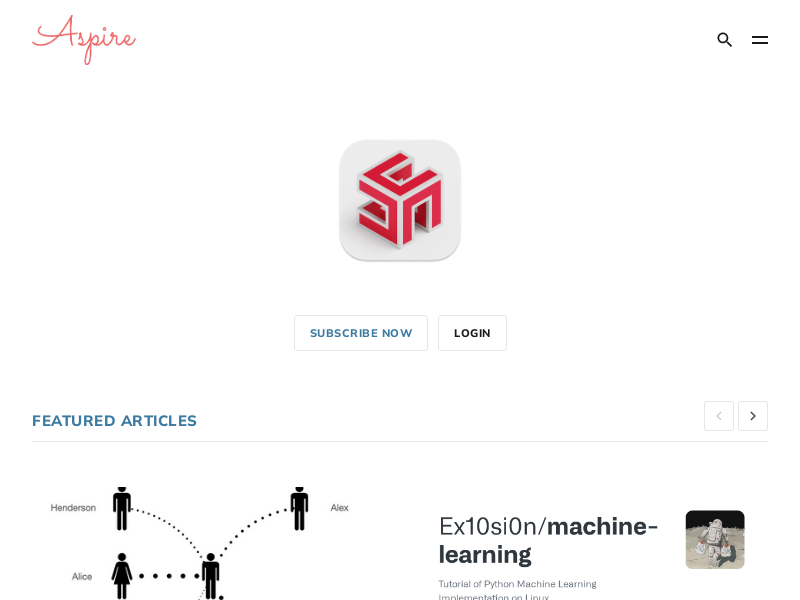 Aspire
SUBSCRIBE NOW
LOGIN
FEATURED ARTICLES
Henderson
Alex
Alice
Ex10si0n/machine-
learning
Tutorial of Python Machine Learning
Implementation on Linux